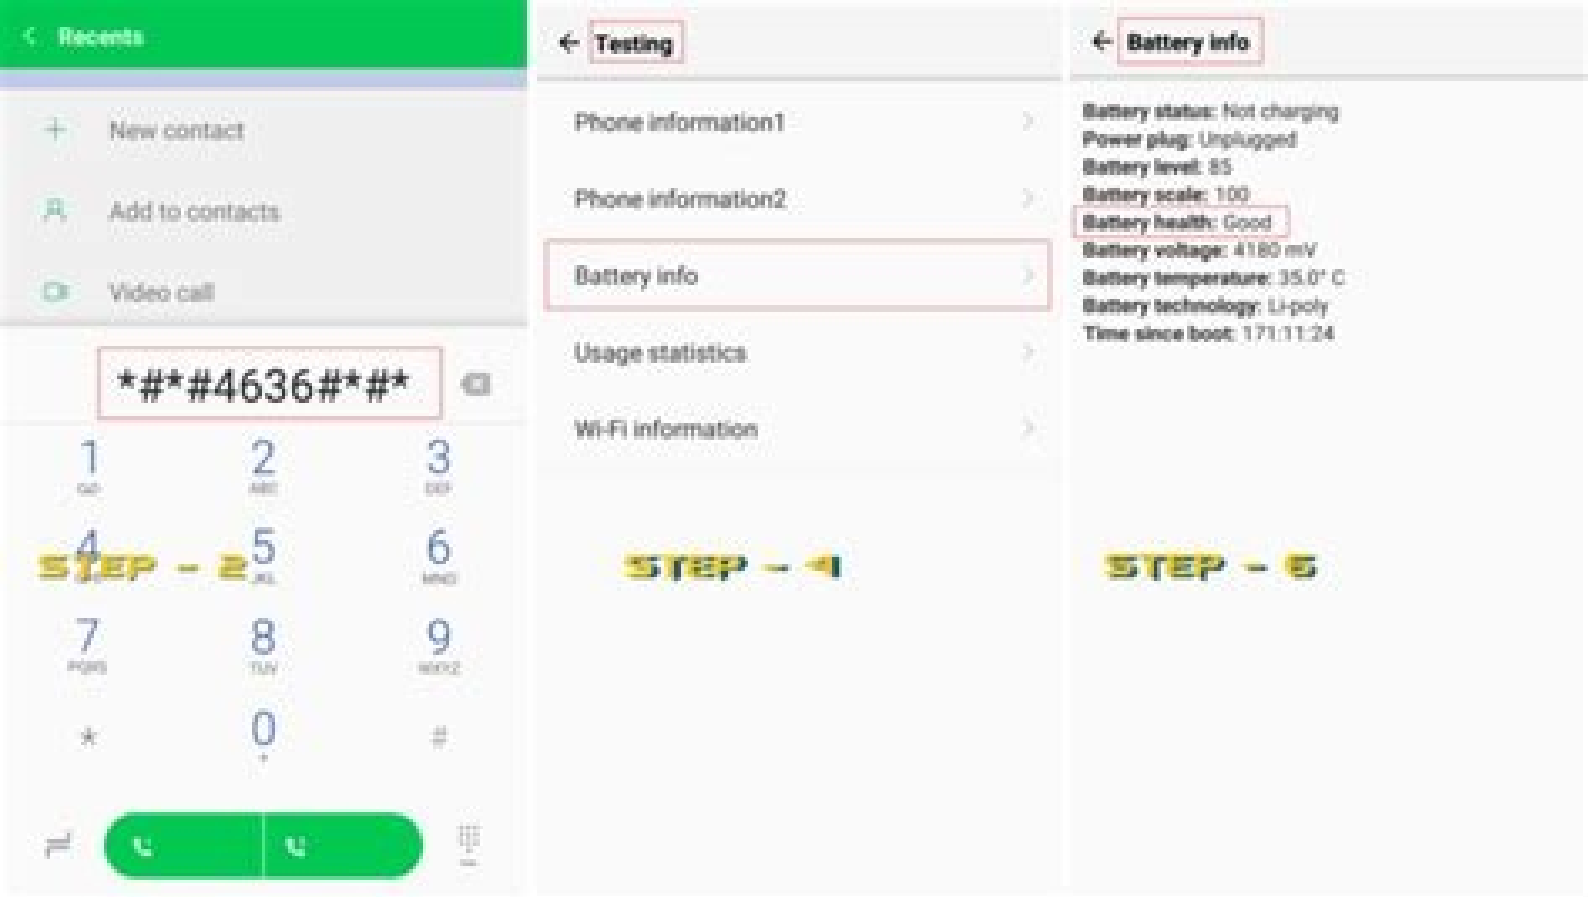 Recents
New contact
Add to contacts
Video call
*#*#4636#*#*
1 2 3
ABC DEF
4 5 6
JKL MNO
7 8 9
PQRS TUV WXYZ
* 0 #
+
STEP - 2
Testing
Phone information1
Phone information2
Battery info
Usage statistics
Wi-Fi information
STEP - 4
Battery info
Battery status: Not charging
Power plug: Unplugged
Battery level: 85
Battery scale: 100
Battery health: Good
Battery voltage: 4180 mV
Battery temperature: 35.0° C
Battery technology: Li-poly
Time since boot: 171:11:24
STEP - 6